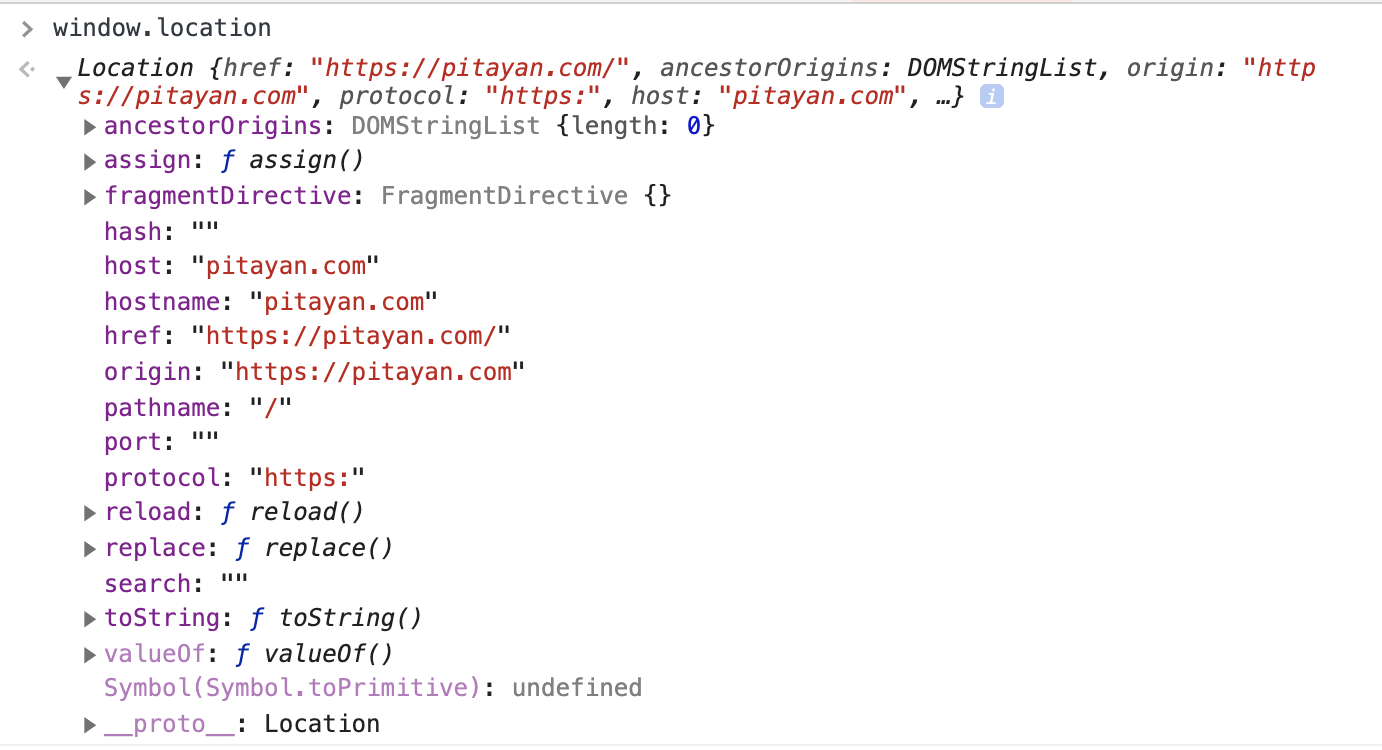 window.location
Location {href: "https://pitayan.com/", ancestorOrigins: DOMStringList, origin: "http
s://pitayan.com", protocol: "https:", host: "pitayan.com", …} i
ancestorOrigins: DOMStringList {length: 0}
assign: ƒ assign()
fragmentDirective: FragmentDirective {}
hash: ""
host: "pitayan.com"
hostname: "pitayan.com"
href: "https://pitayan.com/"
origin: "https://pitayan.com"
pathname: "/"
port: ""
protocol: "https:"
reload: ƒ reload()
replace: ƒ replace()
search: ""
toString: ƒ toString()
valueOf: ƒ valueOf()
Symbol(Symbol.toPrimitive): undefined
__proto__: Location